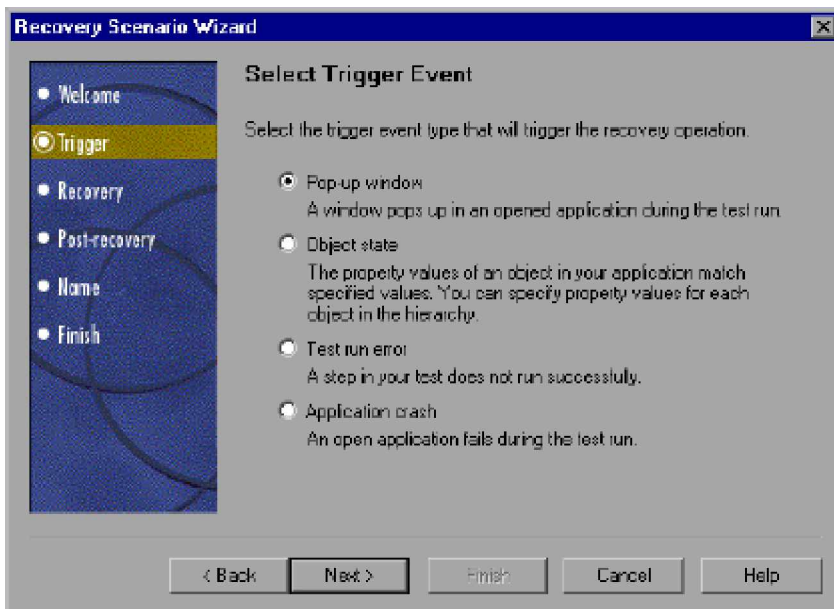 Recovery Scenario Wizard
Welcome
Trigger
Recovery
Post-recovery
Name
Finish
Select Trigger Event
Select the trigger event type that will trigger the recovery operation.
Pop-up window
A window pops up in an opened application during the test run.
Object state
The property values of an object in your application match
specified values. You can specify property values for each
object in the hierarchy.
Test run error
A step in your test does not run successfully.
Application crash
An open application fails during the test run.
< Back
Next >
Finish
Cancel
Help